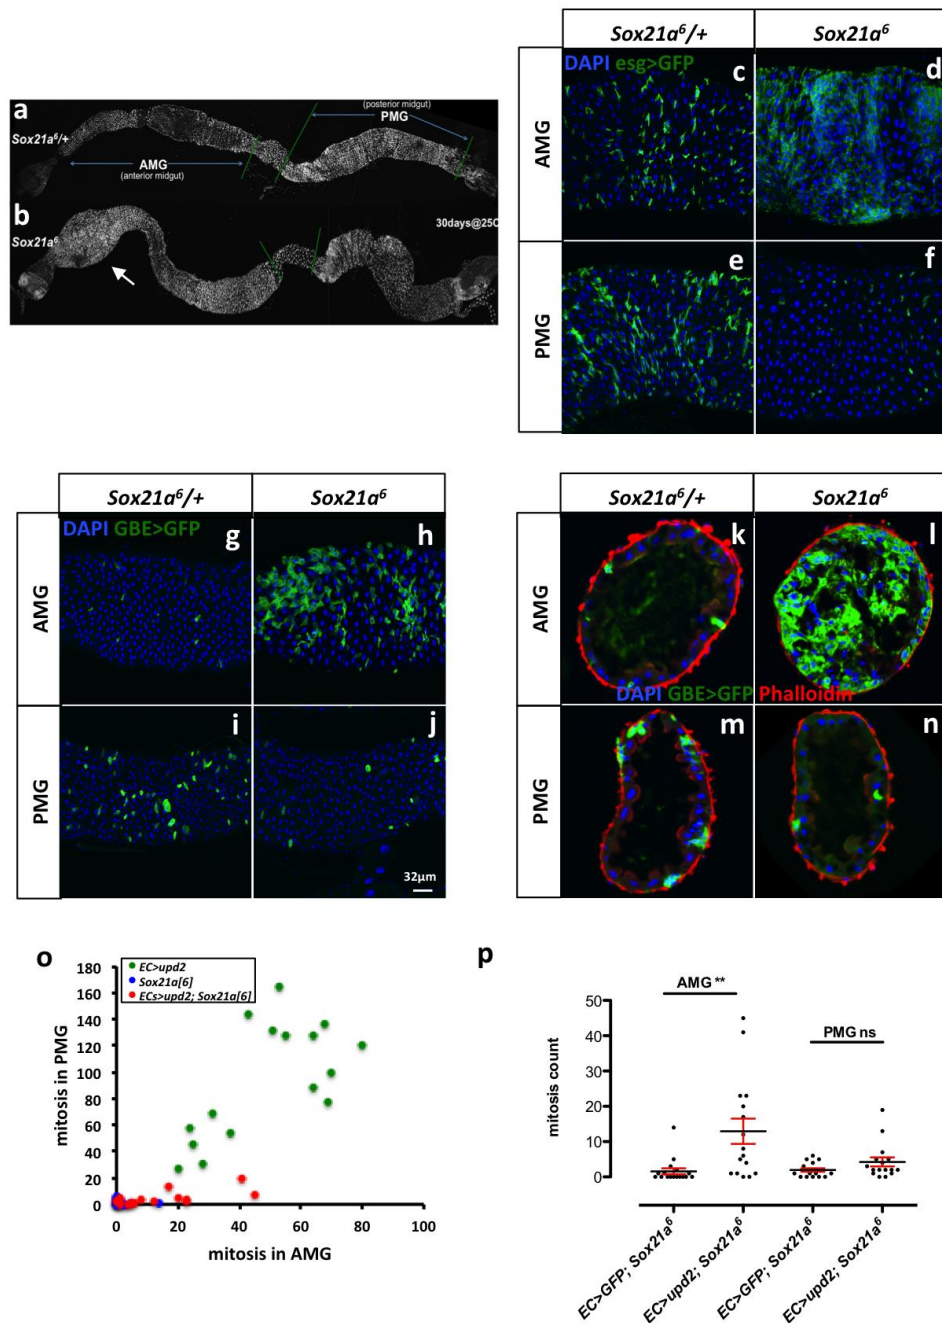 a
Sox21a⁶/+
AMG
(anterior midgut)
(posterior midgut)
PMG
b
Sox21a⁶
30days@25C
Sox21a⁶/+ Sox21a⁶
AMG
DAPI esg>GFP
c
d
PMG
e
f
Sox21a⁶/+ Sox21a⁶
AMG
DAPI GBE>GFP
g
h
PMG
i
j
32µm
Sox21a⁶/+ Sox21a⁶
AMG
k
l
DAPI GBE>GFP Phalloidin
PMG
m
n
o
EC>upd2
Sox21a[6]
ECs>upd2; Sox21a[6]
mitosis in PMG
180
160
140
120
100
80
60
40
20
0
0 20 40 60 80 100
mitosis in AMG
p
AMG **
PMG ns
mitosis count
50
40
30
20
10
0
EC>GFP; Sox21a⁶
EC>upd2; Sox21a⁶
EC>GFP; Sox21a⁶
EC>upd2; Sox21a⁶